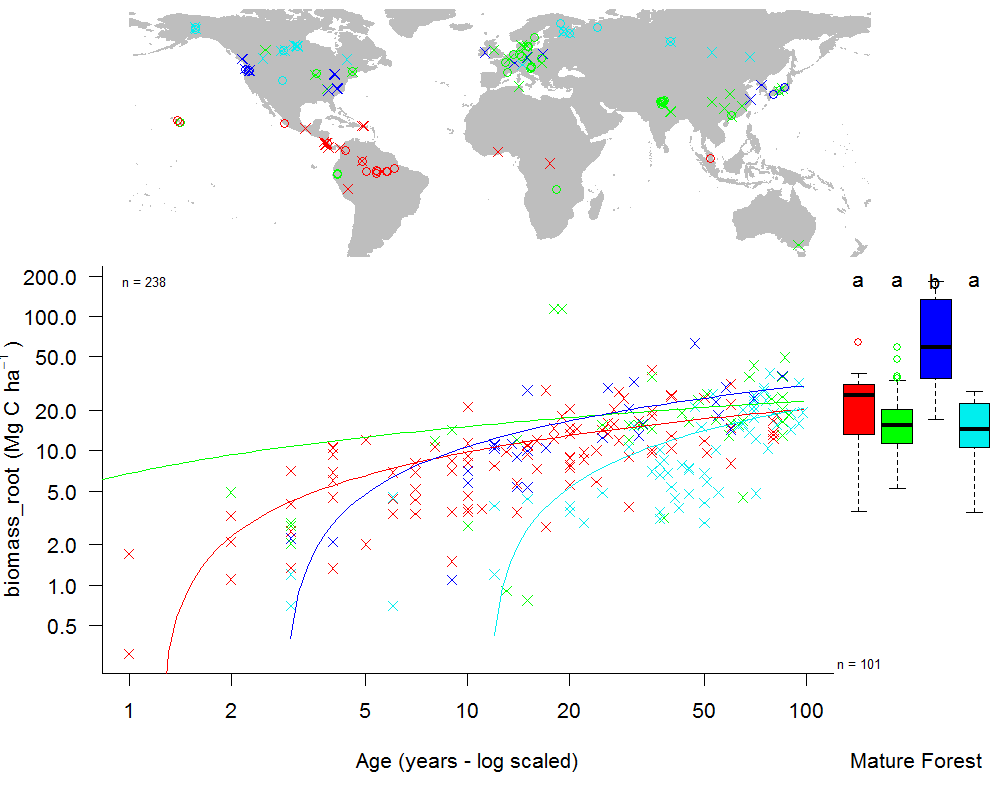 200.0
100.0
50.0
20.0
10.0
5.0
2.0
1.0
0.5
biomass_root (Mg C ha⁻¹ )
n = 238
a a b a
n = 101
1 2 5 10 20 50 100
Age (years - log scaled)
Mature Forest